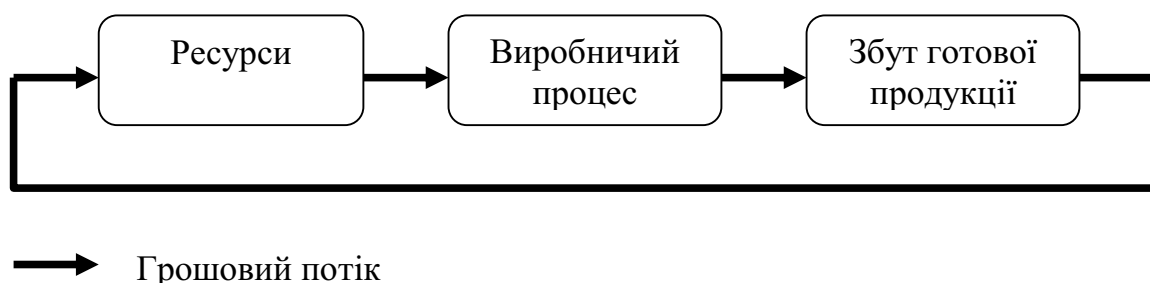 Ресурси
Виробничий
процес
Збут готової
продукції
Грошовий потік